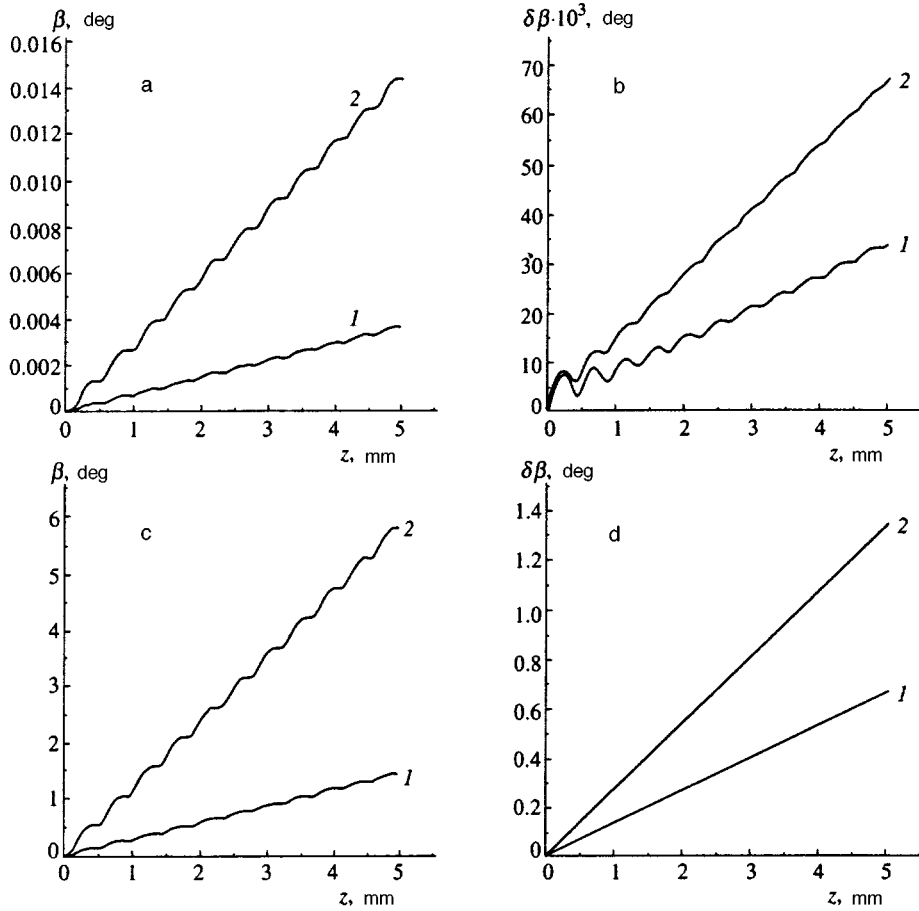 β, deg
0.016
0.014
0.012
0.010
0.008
0.006
0.004
0.002
0
0 1 2 3 4 5
z, mm
a
2
1
δβ·10³, deg
70
60
50
40
30
20
10
0
0 1 2 3 4 5
z, mm
b
2
1
β, deg
6
5
4
3
2
1
0
0 1 2 3 4 5
z, mm
c
2
1
δβ, deg
1.4
1.2
1.0
0.8
0.6
0.4
0.2
0
0 1 2 3 4 5
z, mm
d
2
1